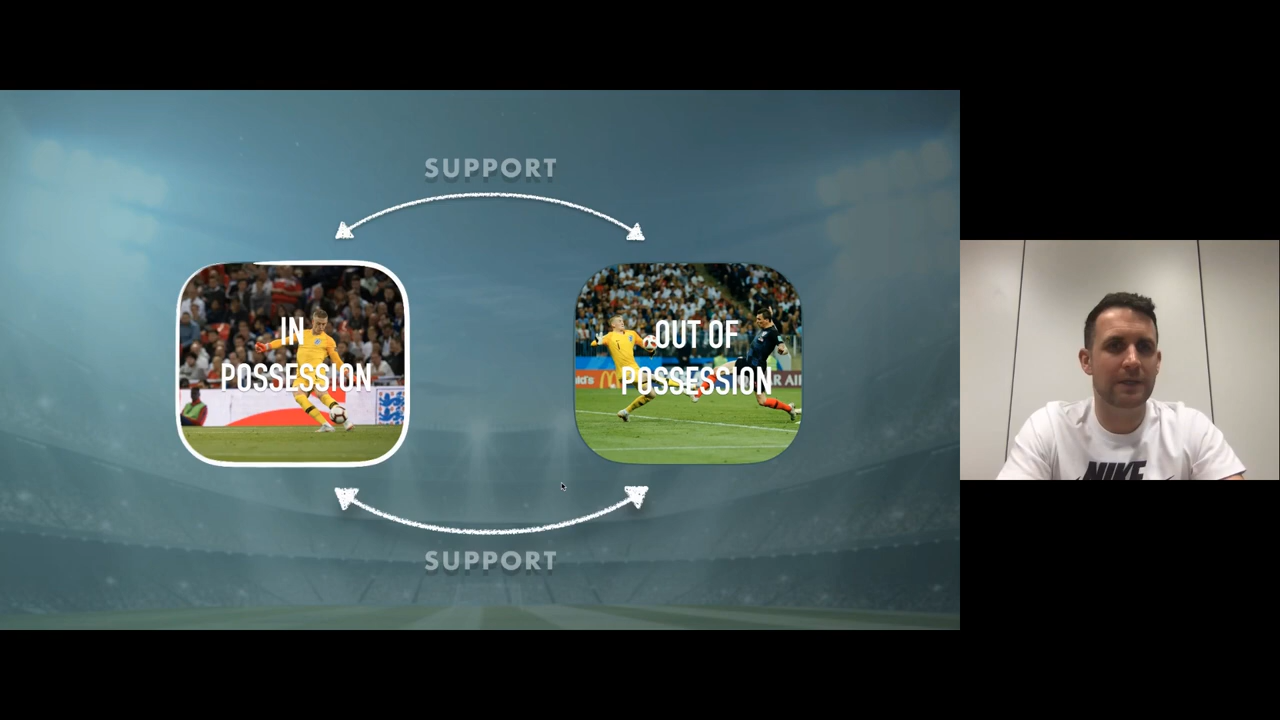 SUPPORT
IN
POSSESSION
OUT OF
POSSESSION
SUPPORT
NIKE